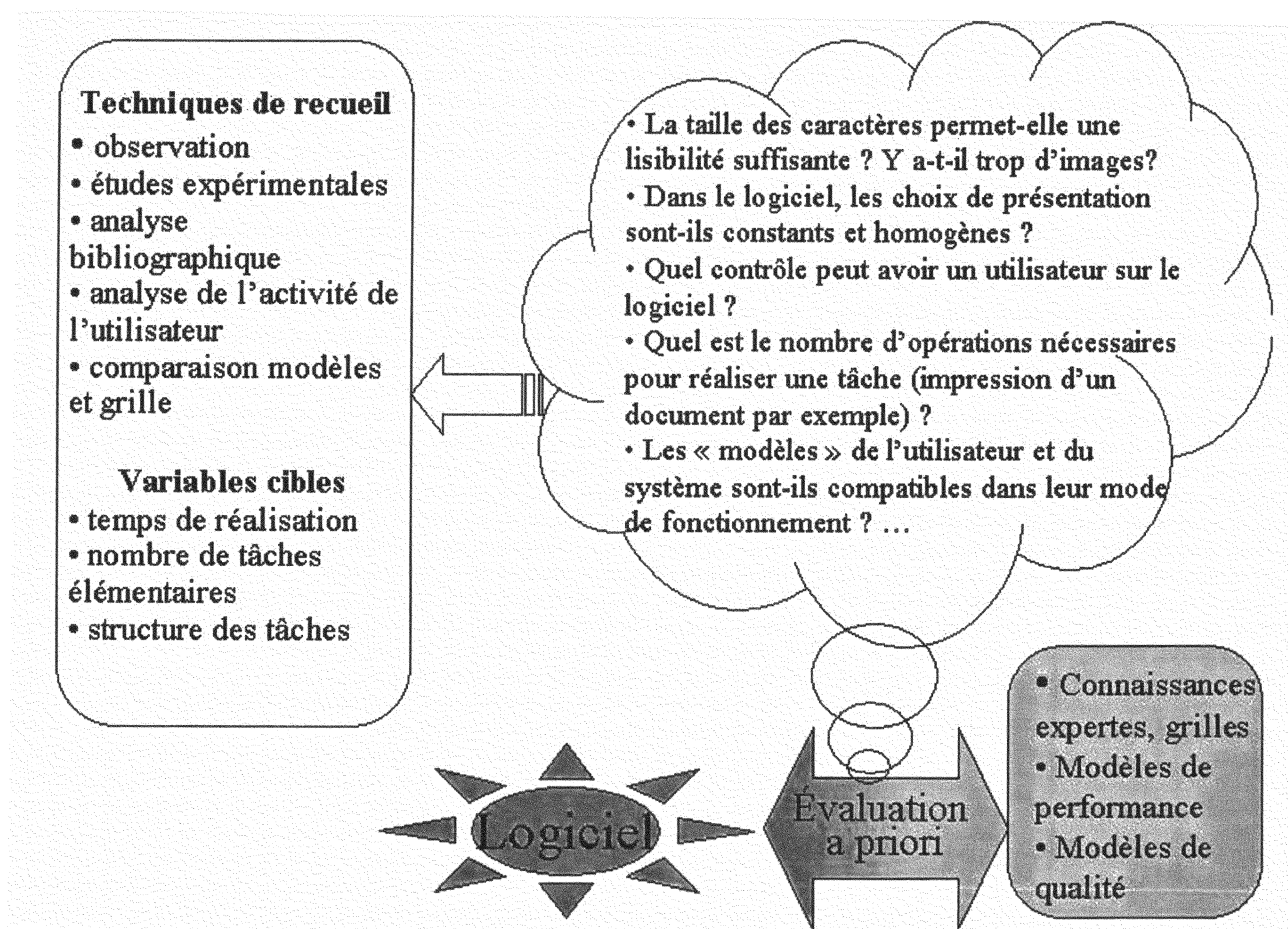 Techniques de recueil
• observation
• études expérimentales
• analyse
bibliographique
• analyse de l'activité de
l'utilisateur
• comparaison modèles
et grille
Variables cibles
• temps de réalisation
• nombre de tâches
élémentaires
• structure des tâches
• La taille des caractères permet-elle une
lisibilité suffisante ? Y a-t-il trop d'images?
• Dans le logiciel, les choix de présentation
sont-ils constants et homogènes ?
• Quel contrôle peut avoir un utilisateur sur le
logiciel ?
• Quel est le nombre d'opérations nécessaires
pour réaliser une tâche (impression d'un
document par exemple) ?
• Les « modèles » de l'utilisateur et du
système sont-ils compatibles dans leur mode
de fonctionnement ? …
Logiciel
Évaluation
a priori
• Connaissances
expertes, grilles
• Modèles de
performance
• Modèles de
qualité